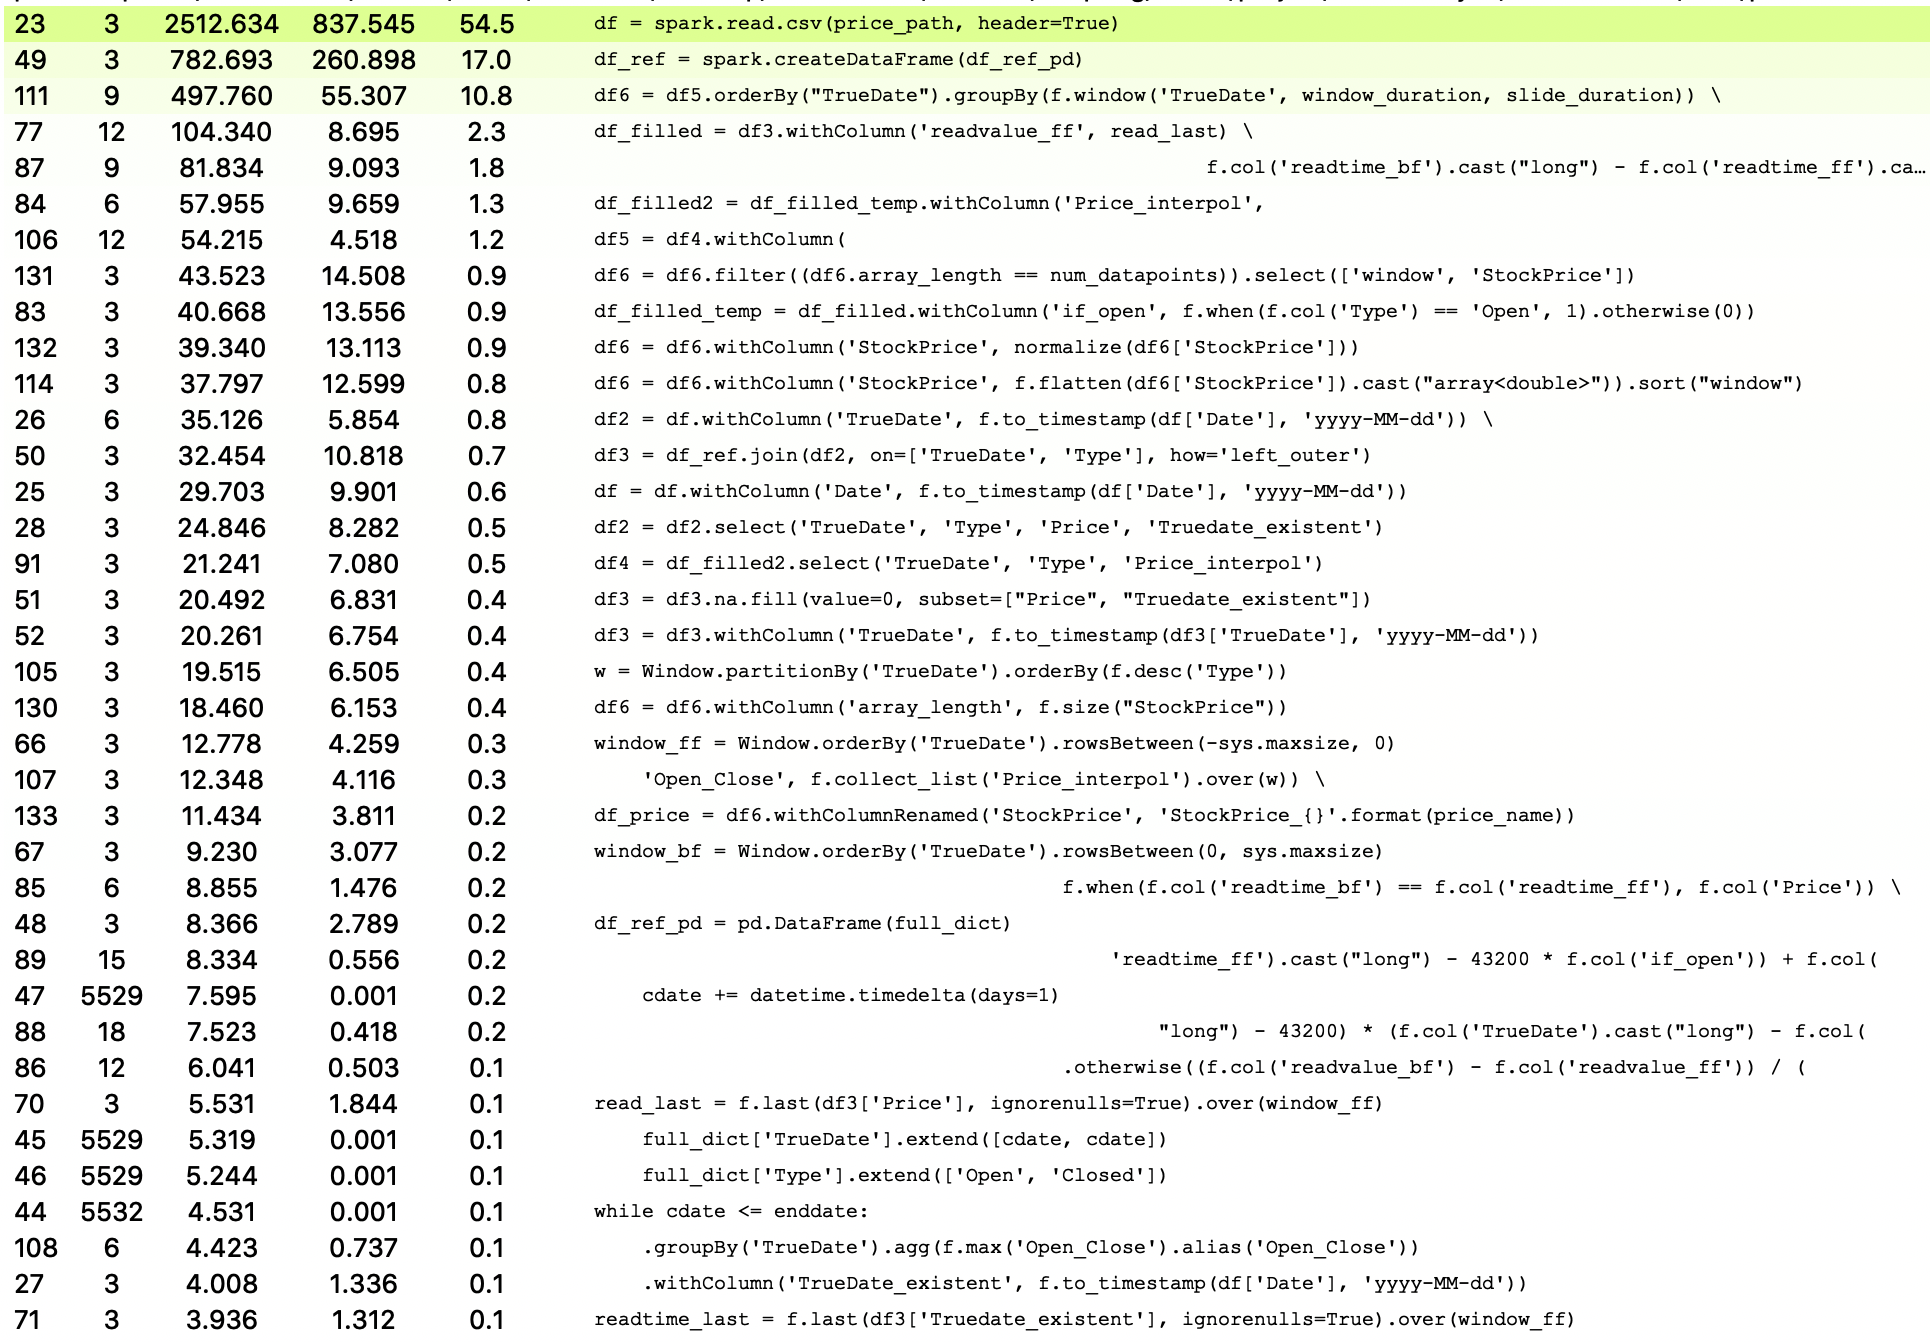 23 3 2512.634 837.545 54.5 df = spark.read.csv(price_path, header=True)
49 3 782.693 260.898 17.0 df_ref = spark.createDataFrame(df_ref_pd)
111 9 497.760 55.307 10.8 df6 = df5.orderBy("TrueDate").groupBy(f.window('TrueDate', window_duration, slide_duration)) \
77 12 104.340 8.695 2.3 df_filled = df3.withColumn('readvalue_ff', read_last) \
87 9 81.834 9.093 1.8 f.col('readtime_bf').cast("long") - f.col('readtime_ff').ca…
84 6 57.955 9.659 1.3 df_filled2 = df_filled_temp.withColumn('Price_interpol',
106 12 54.215 4.518 1.2 df5 = df4.withColumn(
131 3 43.523 14.508 0.9 df6 = df6.filter((df6.array_length == num_datapoints)).select(['window', 'StockPrice'])
83 3 40.668 13.556 0.9 df_filled_temp = df_filled.withColumn('if_open', f.when(f.col('Type') == 'Open', 1).otherwise(0))
132 3 39.340 13.113 0.9 df6 = df6.withColumn('StockPrice', normalize(df6['StockPrice']))
114 3 37.797 12.599 0.8 df6 = df6.withColumn('StockPrice', f.flatten(df6['StockPrice']).cast("array<double>")).sort("window")
26 6 35.126 5.854 0.8 df2 = df.withColumn('TrueDate', f.to_timestamp(df['Date'], 'yyyy-MM-dd')) \
50 3 32.454 10.818 0.7 df3 = df_ref.join(df2, on=['TrueDate', 'Type'], how='left_outer')
25 3 29.703 9.901 0.6 df = df.withColumn('Date', f.to_timestamp(df['Date'], 'yyyy-MM-dd'))
28 3 24.846 8.282 0.5 df2 = df2.select('TrueDate', 'Type', 'Price', 'Truedate_existent')
91 3 21.241 7.080 0.5 df4 = df_filled2.select('TrueDate', 'Type', 'Price_interpol')
51 3 20.492 6.831 0.4 df3 = df3.na.fill(value=0, subset=["Price", "Truedate_existent"])
52 3 20.261 6.754 0.4 df3 = df3.withColumn('TrueDate', f.to_timestamp(df3['TrueDate'], 'yyyy-MM-dd'))
105 3 19.515 6.505 0.4 w = Window.partitionBy('TrueDate').orderBy(f.desc('Type'))
130 3 18.460 6.153 0.4 df6 = df6.withColumn('array_length', f.size("StockPrice"))
66 3 12.778 4.259 0.3 window_ff = Window.orderBy('TrueDate').rowsBetween(-sys.maxsize, 0)
107 3 12.348 4.116 0.3 'Open_Close', f.collect_list('Price_interpol').over(w)) \
133 3 11.434 3.811 0.2 df_price = df6.withColumnRenamed('StockPrice', 'StockPrice_{}'.format(price_name))
67 3 9.230 3.077 0.2 window_bf = Window.orderBy('TrueDate').rowsBetween(0, sys.maxsize)
85 6 8.855 1.476 0.2 f.when(f.col('readtime_bf') == f.col('readtime_ff'), f.col('Price')) \
48 3 8.366 2.789 0.2 df_ref_pd = pd.DataFrame(full_dict)
89 15 8.334 0.556 0.2 'readtime_ff').cast("long") - 43200 * f.col('if_open')) + f.col(
47 5529 7.595 0.001 0.2 cdate += datetime.timedelta(days=1)
88 18 7.523 0.418 0.2 "long") - 43200) * (f.col('TrueDate').cast("long") - f.col(
86 12 6.041 0.503 0.1 .otherwise((f.col('readvalue_bf') - f.col('readvalue_ff')) / (
70 3 5.531 1.844 0.1 read_last = f.last(df3['Price'], ignorenulls=True).over(window_ff)
45 5529 5.319 0.001 0.1 full_dict['TrueDate'].extend([cdate, cdate])
46 5529 5.244 0.001 0.1 full_dict['Type'].extend(['Open', 'Closed'])
44 5532 4.531 0.001 0.1 while cdate <= enddate:
108 6 4.423 0.737 0.1 .groupBy('TrueDate').agg(f.max('Open_Close').alias('Open_Close'))
27 3 4.008 1.336 0.1 .withColumn('TrueDate_existent', f.to_timestamp(df['Date'], 'yyyy-MM-dd'))
71 3 3.936 1.312 0.1 readtime_last = f.last(df3['Truedate_existent'], ignorenulls=True).over(window_ff)